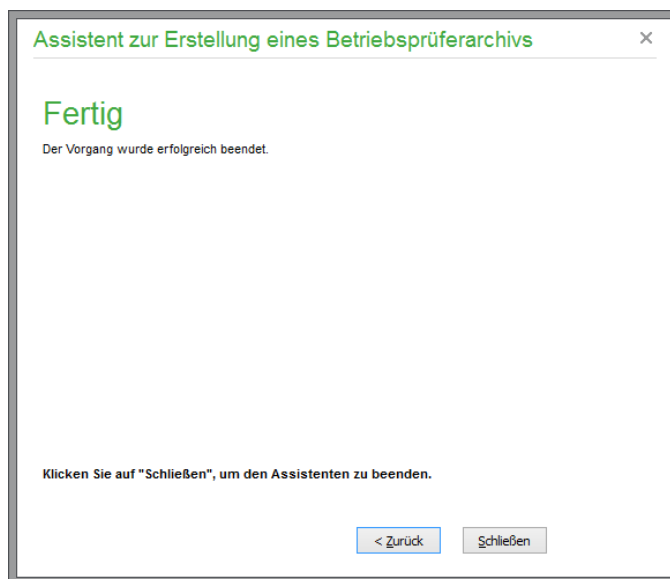 Assistent zur Erstellung eines Betriebsprüferarchivs
Fertig
Der Vorgang wurde erfolgreich beendet.
Klicken Sie auf "Schließen", um den Assistenten zu beenden.
< Zurück
Schließen